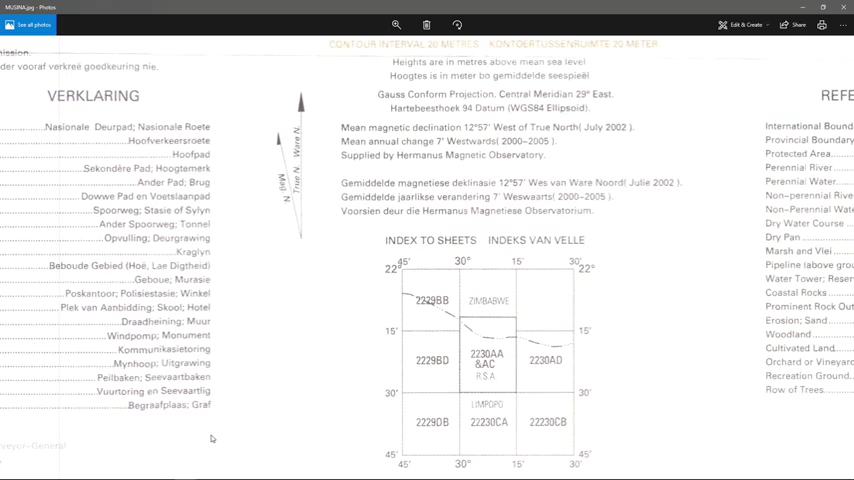 MUSINA.jpg - Photos
See all photos
Edit & Create
Share
mission.
der vooraf verkreë goedkeuring nie.
VERKLARING
Nasionale Deurpad; Nasionale Roete
Hoofverkeersroete
Hoofpad
Sekondêre Pad; Hoogtemerk
Ander Pad; Brug
Dowwe Pad en Voetslaanpad
Spoorweg; Stasie of Sylyn
Ander Spoorweg; Tonnel
Opvulling; Deurgrawing
Kraglyn
Beboude Gebied (Hoë, Lae Digtheid)
Geboue; Murasie
Poskantoor; Polisiestasie; Winkel
Plek van Aanbidding; Skool; Hotel
Draadheining; Muur
Windpomp; Monument
Kommunikasietoring
Mynhoop; Uitgrawing
Peilbaken; Seevaartbaken
Vuurtoring en Seevaartlig
Begraafplaas; Graf
veyor-General
Mag. N.
True N. Ware N.
CONTOUR INTERVAL 20 METRES KONTOERTUSSENRUIMTE 20 METER
Heights are in metres above mean sea level
Hoogtes is in meter bo gemiddelde seespieël
Gauss Conform Projection. Central Meridian 29° East.
Hartebeesthoek 94 Datum (WGS84 Ellipsoid).
Mean magnetic declination 12°57' West of True North( July 2002 ).
Mean annual change 7' Westwards ( 2000-2005 ).
Supplied by Hermanus Magnetic Observatory.
Gemiddelde magnetiese deklinasie 12°57' Wes van Ware Noord( Julie 2002 ).
Gemiddelde jaarlikse verandering 7' Weswaarts ( 2000-2005 ).
Voorsien deur die Hermanus Magnetiese Observatorium.
INDEX TO SHEETS INDEKS VAN VELLE
45' 30° 15' 30'
22° 22°
2229BB ZIMBABWE
15' 15'
2229BD 2230AA &AC R.S.A. 2230AD
30' 30'
LIMPOPO
2229DB 22230CA 22230CB
45' 45'
45' 30° 15' 30'
REFE
International Bound
Provincial Boundary
Protected Area
Perennial River
Perennial Water
Non-perennial Rive
Non-Perennial Wate
Dry Water Course
Dry Pan
Marsh and Vlei
Pipeline (above grou
Water Tower; Reser
Coastal Rocks
Prominent Rock Out
Erosion; Sand
Woodland
Cultivated Land
Orchard or Vineyar
Recreation Ground
Row of Trees